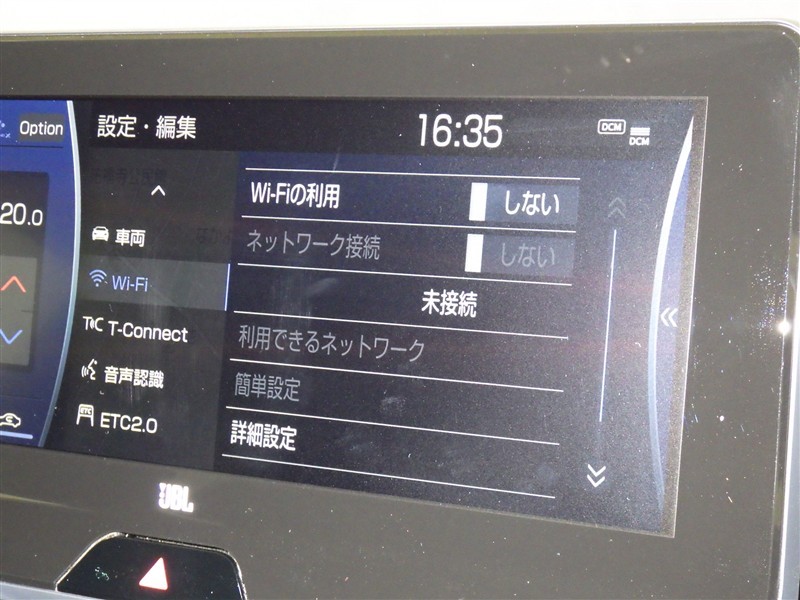 Option
設定・編集
16:35
DCM
DCM
20.0
車両
Wi-Fi
T-Connect
音声認識
ETC
ETC2.0
Wi-Fiの利用
しない
ネットワーク接続
しない
未接続
利用できるネットワーク
簡単設定
詳細設定
JBL